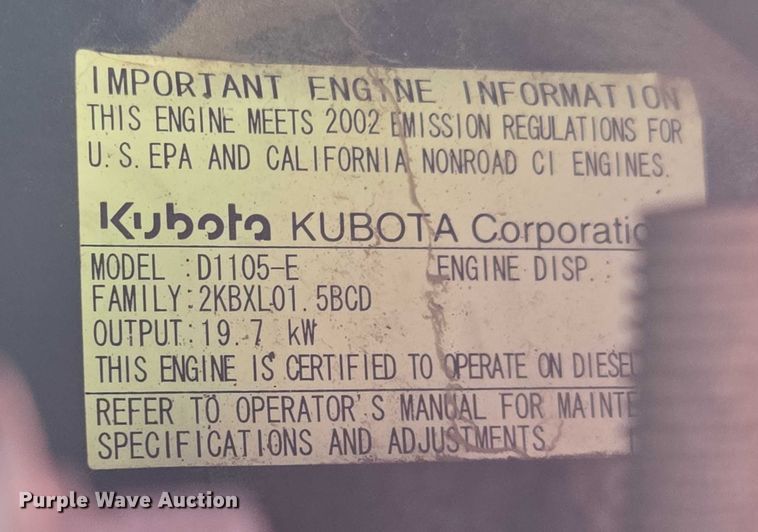 IMPORTANT ENGINE INFORMATION
THIS ENGINE MEETS 2002 EMISSION REGULATIONS FOR
U.S. EPA AND CALIFORNIA NONROAD CI ENGINES.
Kubota KUBOTA Corporatio
MODEL :D1105-E ENGINE DISP. :
FAMILY:2KBXL01.5BCD
OUTPUT:19.7 kW
THIS ENGINE IS CERTIFIED TO OPERATE ON DIESEL
REFER TO OPERATOR'S MANUAL FOR MAINTE
SPECIFICATIONS AND ADJUSTMENTS
Purple Wave Auction